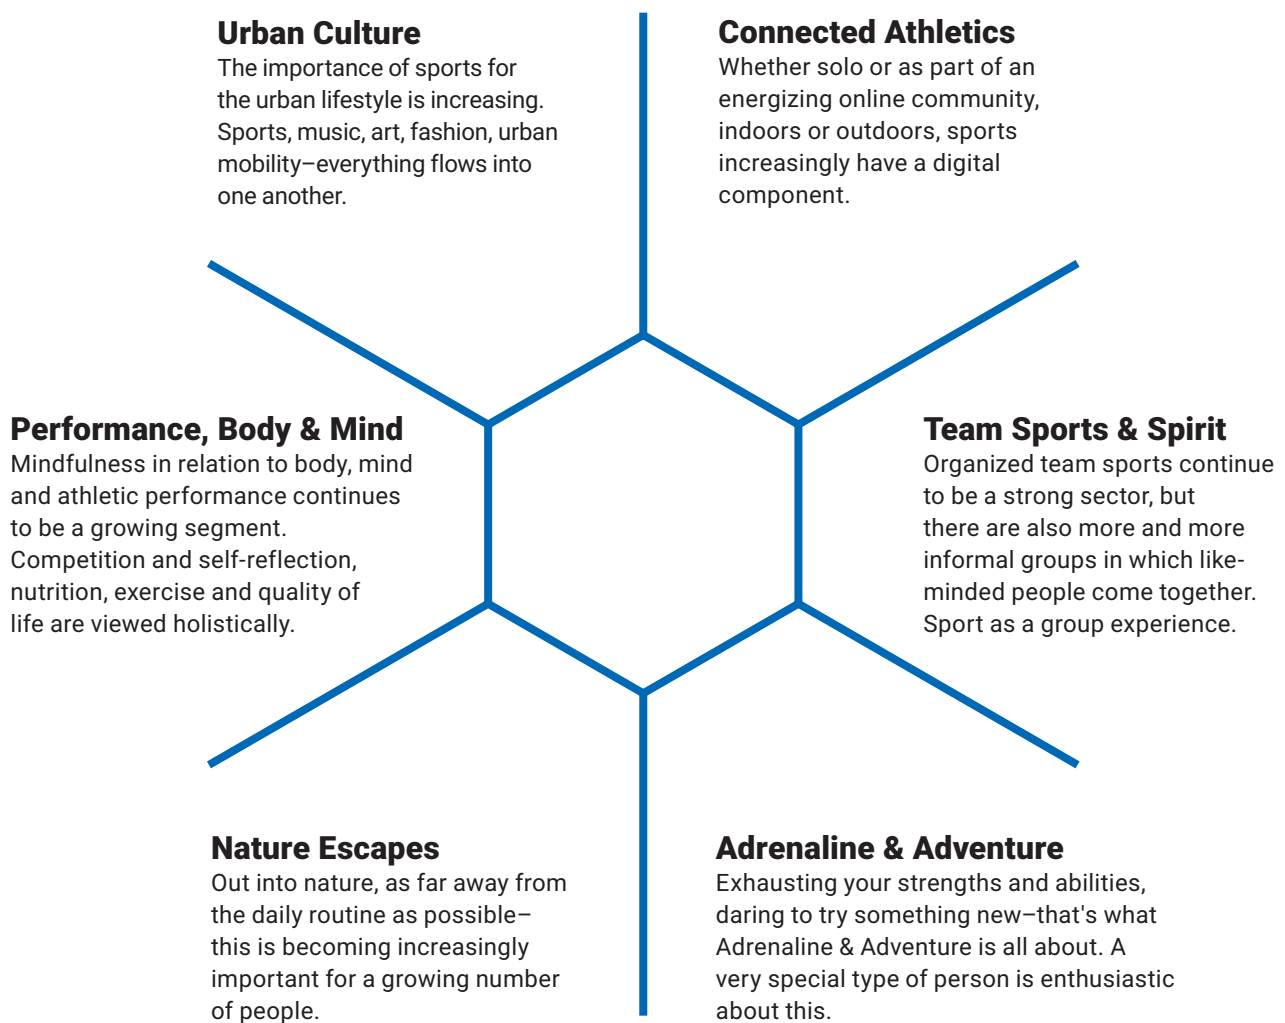 Urban Culture
The importance of sports for
the urban lifestyle is increasing.
Sports, music, art, fashion, urban
mobility–everything flows into
one another.
Connected Athletics
Whether solo or as part of an
energizing online community,
indoors or outdoors, sports
increasingly have a digital
component.
Performance, Body & Mind
Mindfulness in relation to body, mind
and athletic performance continues
to be a growing segment.
Competition and self-reflection,
nutrition, exercise and quality of
life are viewed holistically.
Team Sports & Spirit
Organized team sports continue
to be a strong sector, but
there are also more and more
informal groups in which like-
minded people come together.
Sport as a group experience.
Nature Escapes
Out into nature, as far away from
the daily routine as possible–
this is becoming increasingly
important for a growing number
of people.
Adrenaline & Adventure
Exhausting your strengths and abilities,
daring to try something new–that's what
Adrenaline & Adventure is all about. A
very special type of person is enthusiastic
about this.